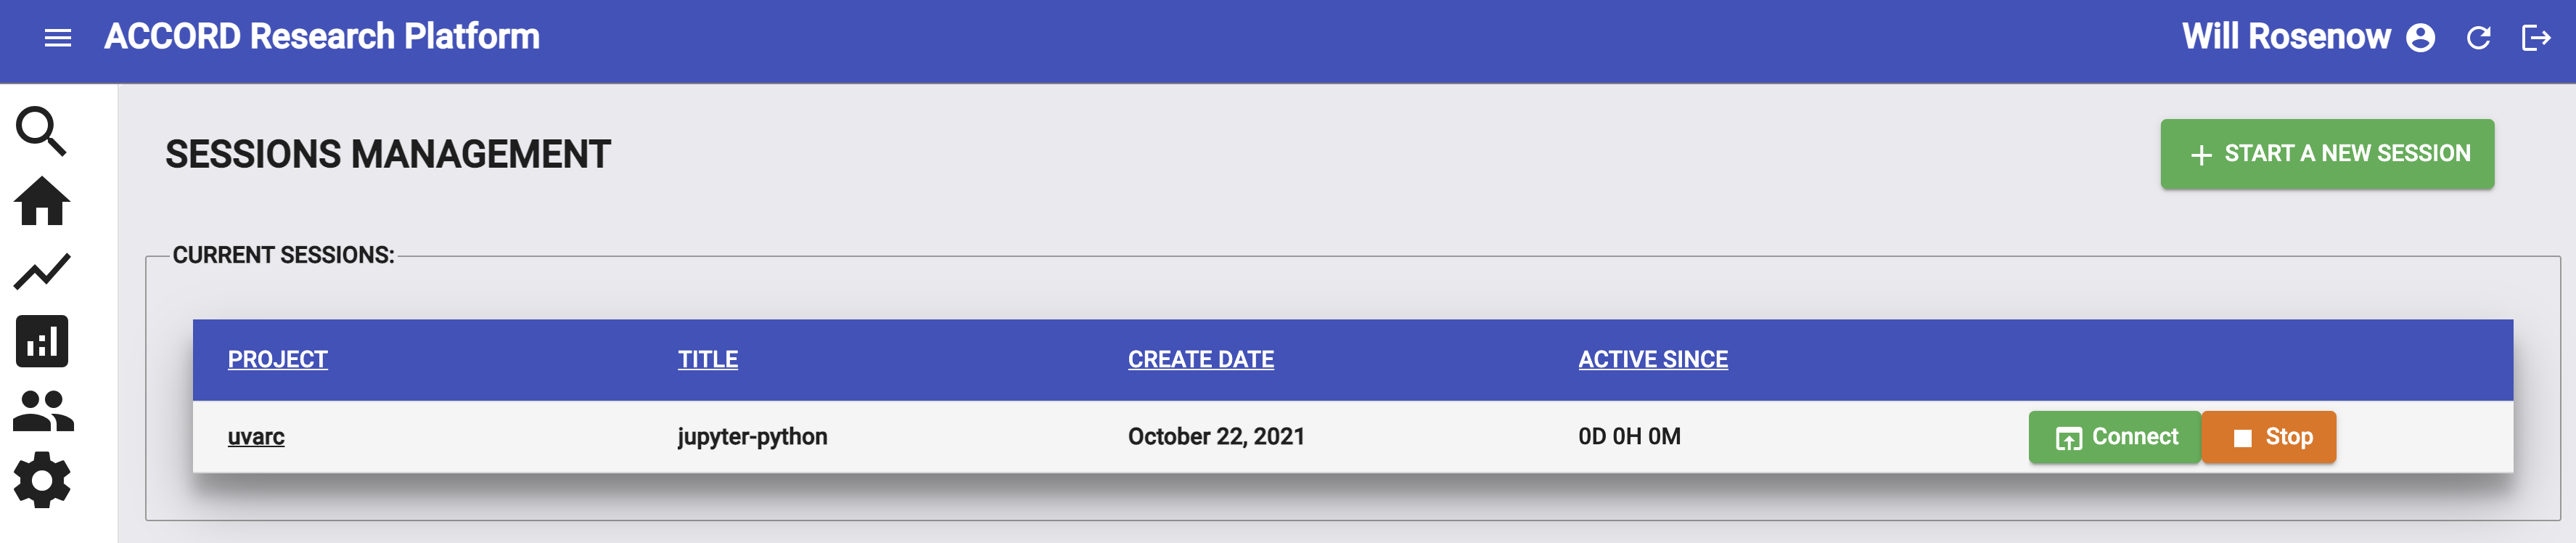 ACCORD Research Platform
Will Rosenow
SESSIONS MANAGEMENT
START A NEW SESSION
CURRENT SESSIONS:
PROJECT TITLE CREATE DATE ACTIVE SINCE
uvarc jupyter-python October 22, 2021 0D 0H 0M Connect Stop